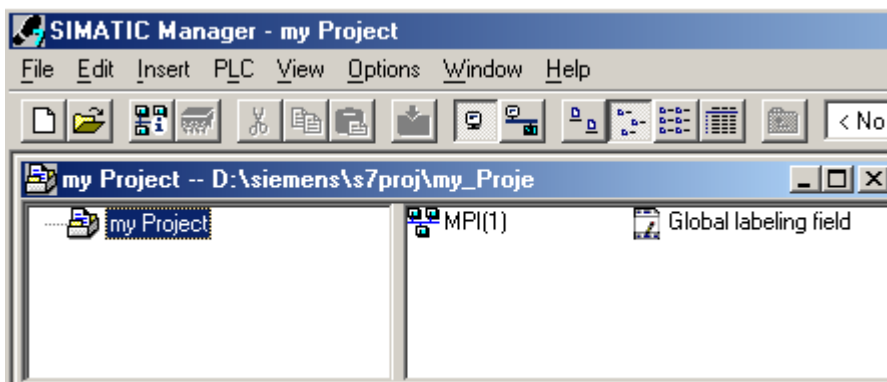 SIMATIC Manager - my Project
File Edit Insert PLC View Options Window Help
< No
my Project -- D:\siemens\s7proj\my_Proje
my Project MPI(1) Global labeling field